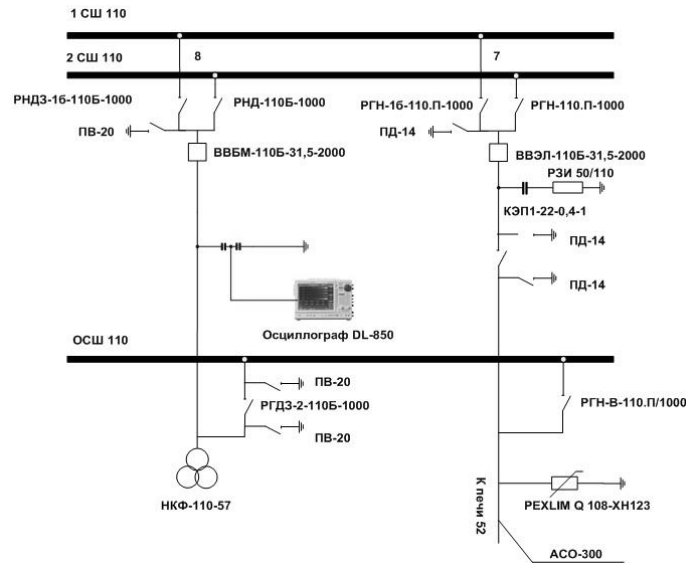 1 СШ 110
8
7
2 СШ 110
РНДЗ-1б-110Б-1000
РНД-110Б-1000
РГН-1б-110.П-1000
РГН-110.П-1000
ПВ-20
ПД-14
ВВБМ-110Б-31,5-2000
ВВЭЛ-110Б-31,5-2000
РЗИ 50/110
КЭП1-22-0,4-1
ПД-14
ПД-14
Осциллограф DL-850
ОСШ 110
ПВ-20
РГДЗ-2-110Б-1000
РГН-В-110.П/1000
ПВ-20
К печи 52
НКФ-110-57
PEXLIM Q 108-XH123
АСО-300